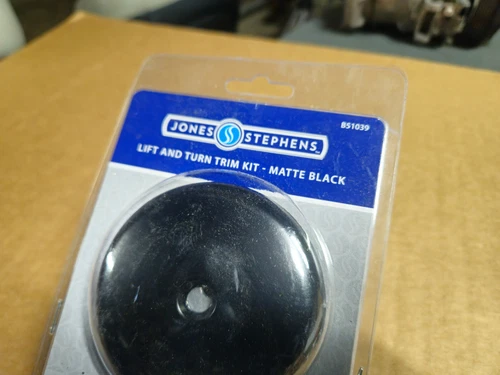 B51039
JONES STEPHENS
LIFT AND TURN TRIM KIT - MATTE BLACK